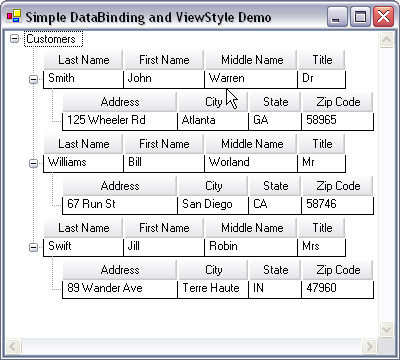 Simple DataBinding and ViewStyle Demo
Customers
Last Name First Name Middle Name Title
Smith John Warren Dr
Address City State Zip Code
125 Wheeler Rd Atlanta GA 58965
Last Name First Name Middle Name Title
Williams Bill Worland Mr
Address City State Zip Code
67 Run St San Diego CA 58746
Last Name First Name Middle Name Title
Swift Jill Robin Mrs
Address City State Zip Code
89 Wander Ave Terre Haute IN 47960